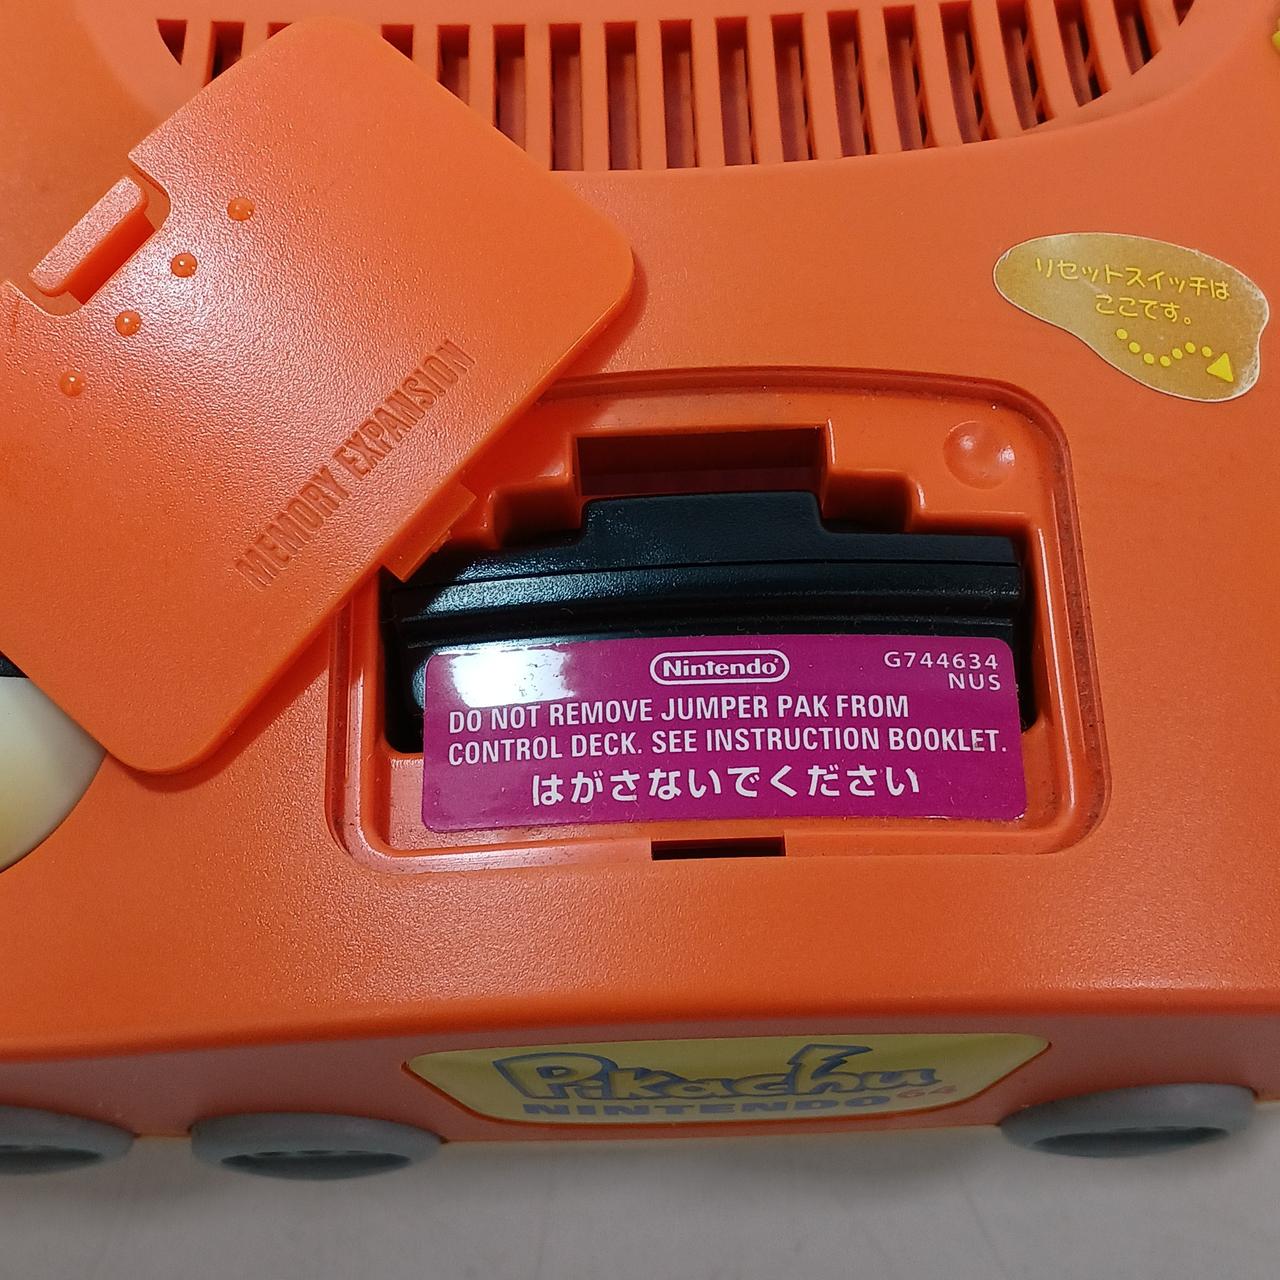 リセットスイッチは
ここです。
MEMORY EXPANSION
Nintendo
G744634
NUS
DO NOT REMOVE JUMPER PAK FROM
CONTROL DECK. SEE INSTRUCTION BOOKLET.
はがさないでください
Pikachu
NINTENDO 64